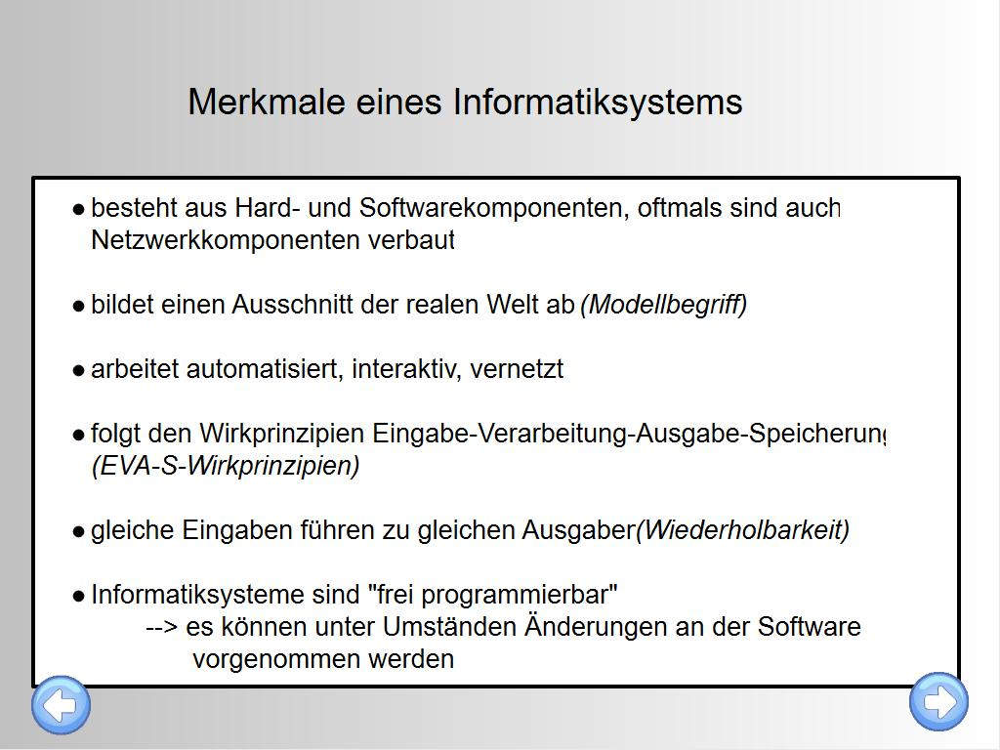 Merkmale eines Informatiksystems
● besteht aus Hard- und Softwarekomponenten, oftmals sind auch
Netzwerkkomponenten verbaut
● bildet einen Ausschnitt der realen Welt ab (Modellbegriff)
● arbeitet automatisiert, interaktiv, vernetzt
● folgt den Wirkprinzipien Eingabe-Verarbeitung-Ausgabe-Speicherung
(EVA-S-Wirkprinzipien)
● gleiche Eingaben führen zu gleichen Ausgaben(Wiederholbarkeit)
● Informatiksysteme sind "frei programmierbar"
--> es können unter Umständen Änderungen an der Software
vorgenommen werden